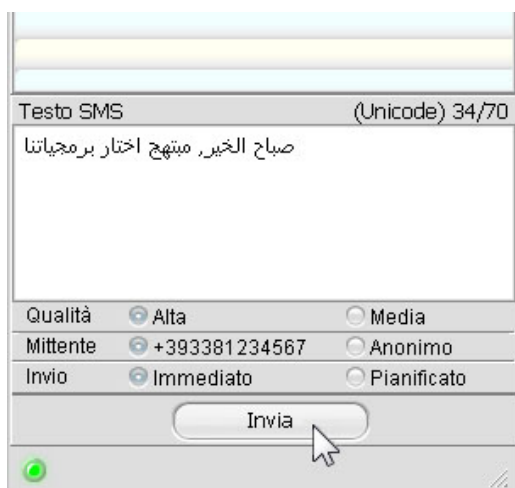 Testo SMS (Unicode) 34/70
صباح الخير, مبتهج اختار برمجياتنا
Qualità Alta Media
Mittente +393381234567 Anonimo
Invio Immediato Pianificato
Invia